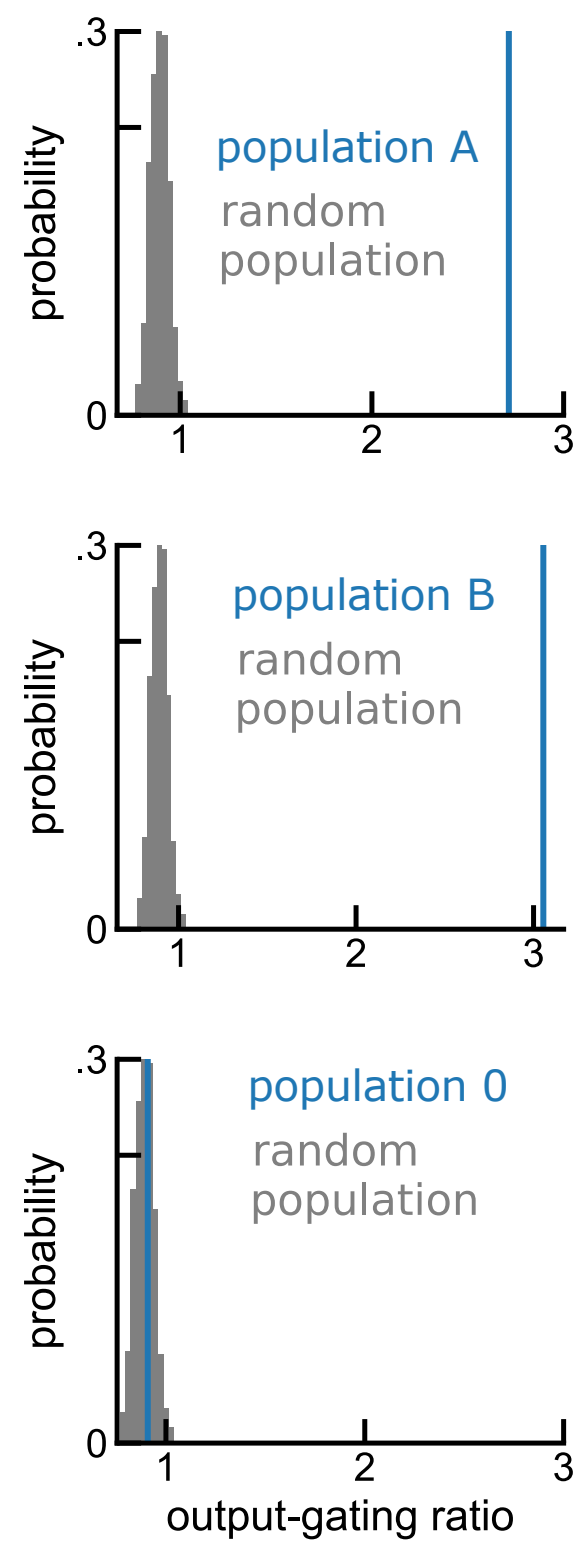 .3
probability
population A
random
population
0
1 2 3
.3
probability
population B
random
population
0
1 2 3
.3
probability
population 0
random
population
0
1 2 3
output-gating ratio